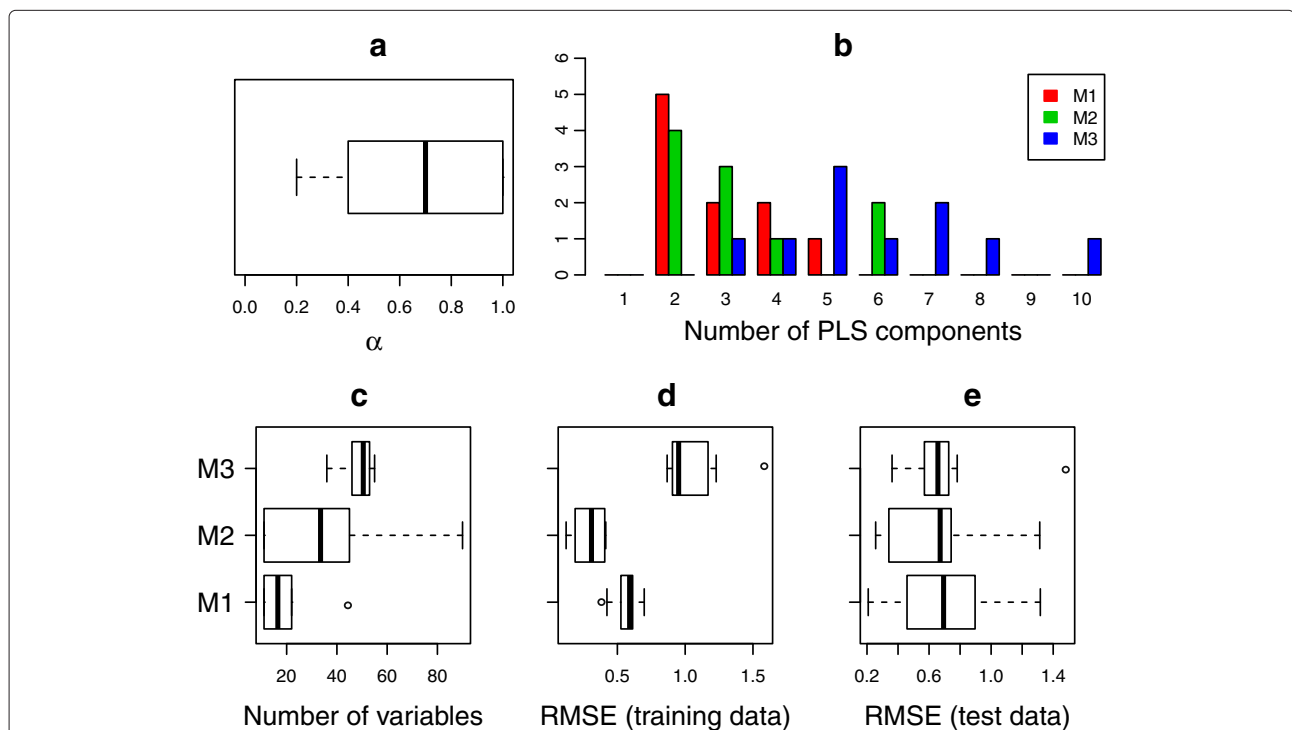 a
0.0 0.2 0.4 0.6 0.8 1.0
α
b
6
5
4
3
2
1
0
M1
M2
M3
1 2 3 4 5 6 7 8 9 10
Number of PLS components
c
M3
M2
M1
20 40 60 80
Number of variables
d
0.5 1.0 1.5
RMSE (training data)
e
0.2 0.6 1.0 1.4
RMSE (test data)